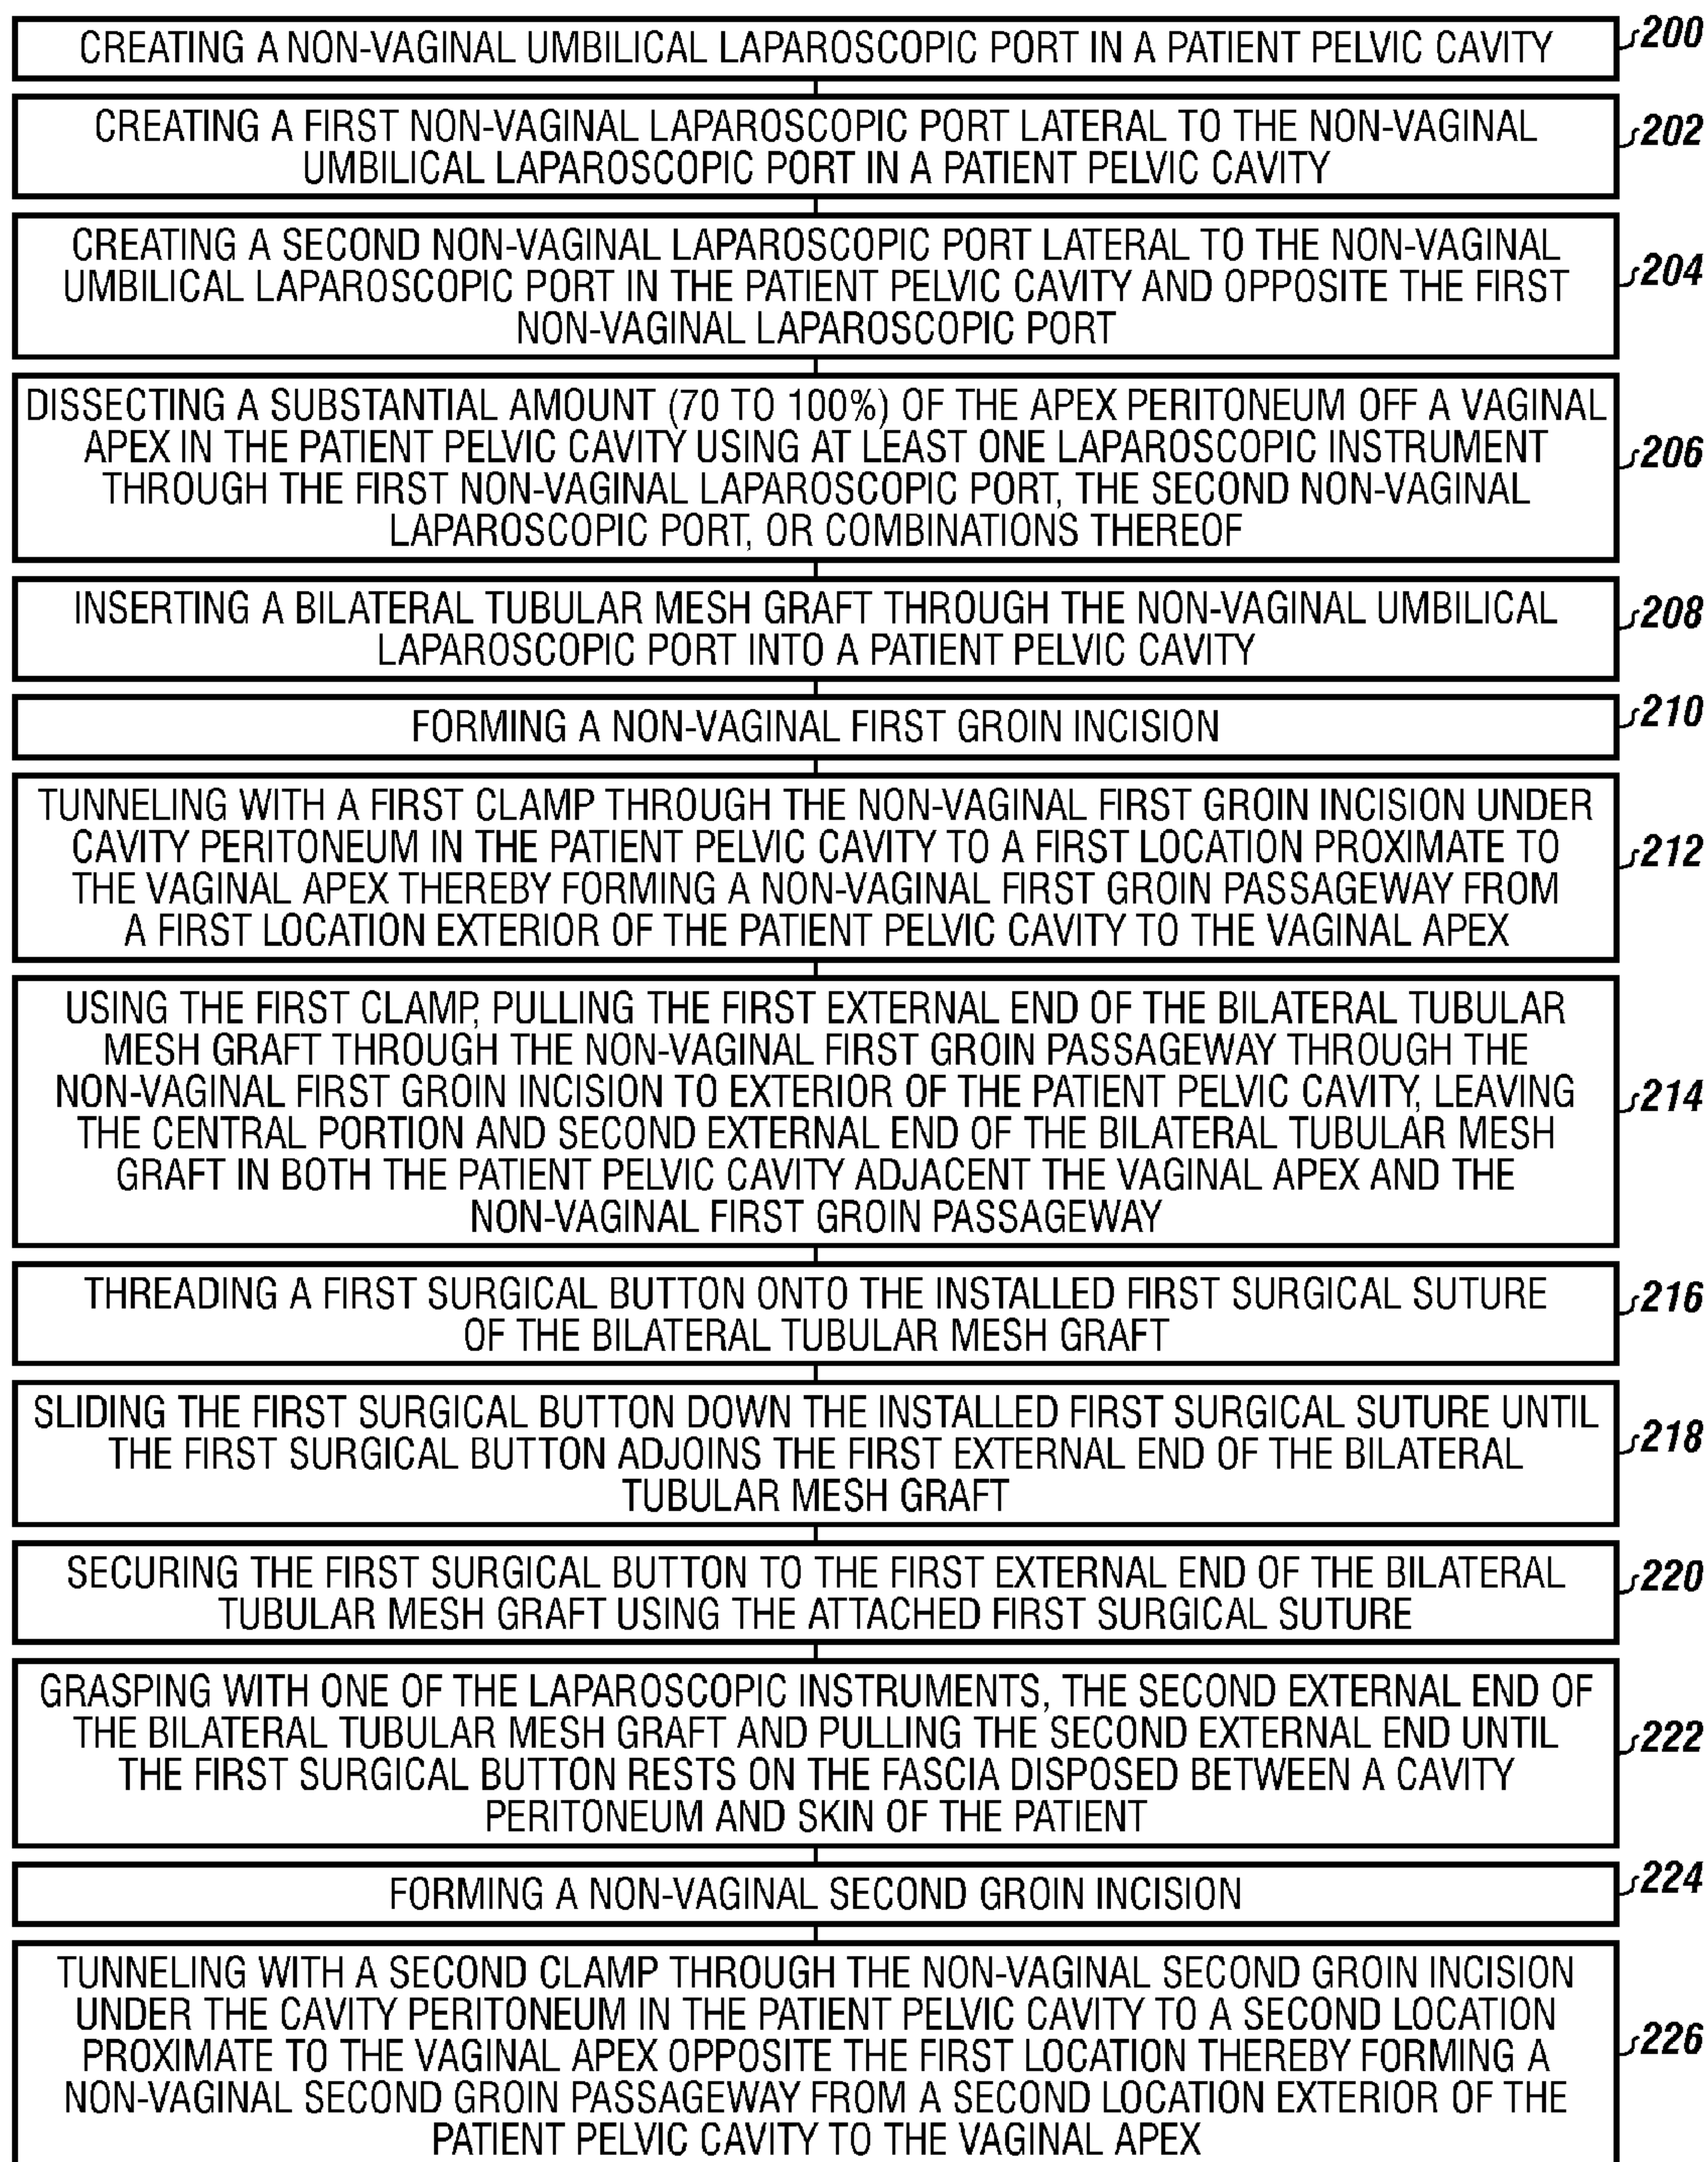 CREATING A NON-VAGINAL UMBILICAL LAPAROSCOPIC PORT IN A PATIENT PELVIC CAVITY
200
CREATING A FIRST NON-VAGINAL LAPAROSCOPIC PORT LATERAL TO THE NON-VAGINAL
UMBILICAL LAPAROSCOPIC PORT IN A PATIENT PELVIC CAVITY
202
CREATING A SECOND NON-VAGINAL LAPAROSCOPIC PORT LATERAL TO THE NON-VAGINAL
UMBILICAL LAPAROSCOPIC PORT IN THE PATIENT PELVIC CAVITY AND OPPOSITE THE FIRST
NON-VAGINAL LAPAROSCOPIC PORT
204
DISSECTING A SUBSTANTIAL AMOUNT (70 TO 100%) OF THE APEX PERITONEUM OFF A VAGINAL
APEX IN THE PATIENT PELVIC CAVITY USING AT LEAST ONE LAPAROSCOPIC INSTRUMENT
THROUGH THE FIRST NON-VAGINAL LAPAROSCOPIC PORT, THE SECOND NON-VAGINAL
LAPAROSCOPIC PORT, OR COMBINATIONS THEREOF
206
INSERTING A BILATERAL TUBULAR MESH GRAFT THROUGH THE NON-VAGINAL UMBILICAL
LAPAROSCOPIC PORT INTO A PATIENT PELVIC CAVITY
208
FORMING A NON-VAGINAL FIRST GROIN INCISION
210
TUNNELING WITH A FIRST CLAMP THROUGH THE NON-VAGINAL FIRST GROIN INCISION UNDER
CAVITY PERITONEUM IN THE PATIENT PELVIC CAVITY TO A FIRST LOCATION PROXIMATE TO
THE VAGINAL APEX THEREBY FORMING A NON-VAGINAL FIRST GROIN PASSAGEWAY FROM
A FIRST LOCATION EXTERIOR OF THE PATIENT PELVIC CAVITY TO THE VAGINAL APEX
212
USING THE FIRST CLAMP, PULLING THE FIRST EXTERNAL END OF THE BILATERAL TUBULAR
MESH GRAFT THROUGH THE NON-VAGINAL FIRST GROIN PASSAGEWAY THROUGH THE
NON-VAGINAL FIRST GROIN INCISION TO EXTERIOR OF THE PATIENT PELVIC CAVITY, LEAVING
THE CENTRAL PORTION AND SECOND EXTERNAL END OF THE BILATERAL TUBULAR MESH
GRAFT IN BOTH THE PATIENT PELVIC CAVITY ADJACENT THE VAGINAL APEX AND THE
NON-VAGINAL FIRST GROIN PASSAGEWAY
214
THREADING A FIRST SURGICAL BUTTON ONTO THE INSTALLED FIRST SURGICAL SUTURE
OF THE BILATERAL TUBULAR MESH GRAFT
216
SLIDING THE FIRST SURGICAL BUTTON DOWN THE INSTALLED FIRST SURGICAL SUTURE UNTIL
THE FIRST SURGICAL BUTTON ADJOINS THE FIRST EXTERNAL END OF THE BILATERAL
TUBULAR MESH GRAFT
218
SECURING THE FIRST SURGICAL BUTTON TO THE FIRST EXTERNAL END OF THE BILATERAL
TUBULAR MESH GRAFT USING THE ATTACHED FIRST SURGICAL SUTURE
220
GRASPING WITH ONE OF THE LAPAROSCOPIC INSTRUMENTS, THE SECOND EXTERNAL END OF
THE BILATERAL TUBULAR MESH GRAFT AND PULLING THE SECOND EXTERNAL END UNTIL
THE FIRST SURGICAL BUTTON RESTS ON THE FASCIA DISPOSED BETWEEN A CAVITY
PERITONEUM AND SKIN OF THE PATIENT
222
FORMING A NON-VAGINAL SECOND GROIN INCISION
224
TUNNELING WITH A SECOND CLAMP THROUGH THE NON-VAGINAL SECOND GROIN INCISION
UNDER THE CAVITY PERITONEUM IN THE PATIENT PELVIC CAVITY TO A SECOND LOCATION
PROXIMATE TO THE VAGINAL APEX OPPOSITE THE FIRST LOCATION THEREBY FORMING A
NON-VAGINAL SECOND GROIN PASSAGEWAY FROM A SECOND LOCATION EXTERIOR OF THE
PATIENT PELVIC CAVITY TO THE VAGINAL APEX
226